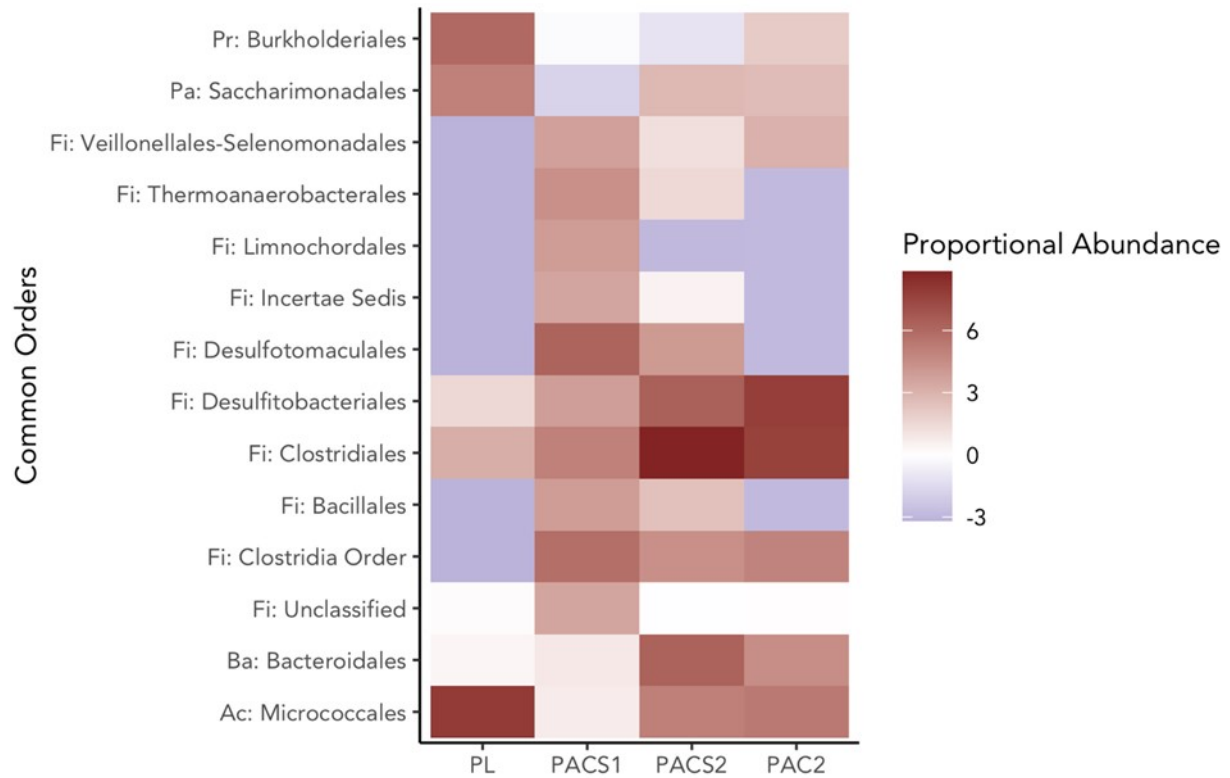 Common Orders
Pr: Burkholderiales
Pa: Saccharimonadales
Fi: Veillonellales-Selenomonadales
Fi: Thermoanaerobacterales
Fi: Limnochordales
Fi: Incertae Sedis
Fi: Desulfotomaculales
Fi: Desulfitobacteriales
Fi: Clostridiales
Fi: Bacillales
Fi: Clostridia Order
Fi: Unclassified
Ba: Bacteroidales
Ac: Micrococcales
PL PACS1 PACS2 PAC2
Proportional Abundance
6
3
0
-3